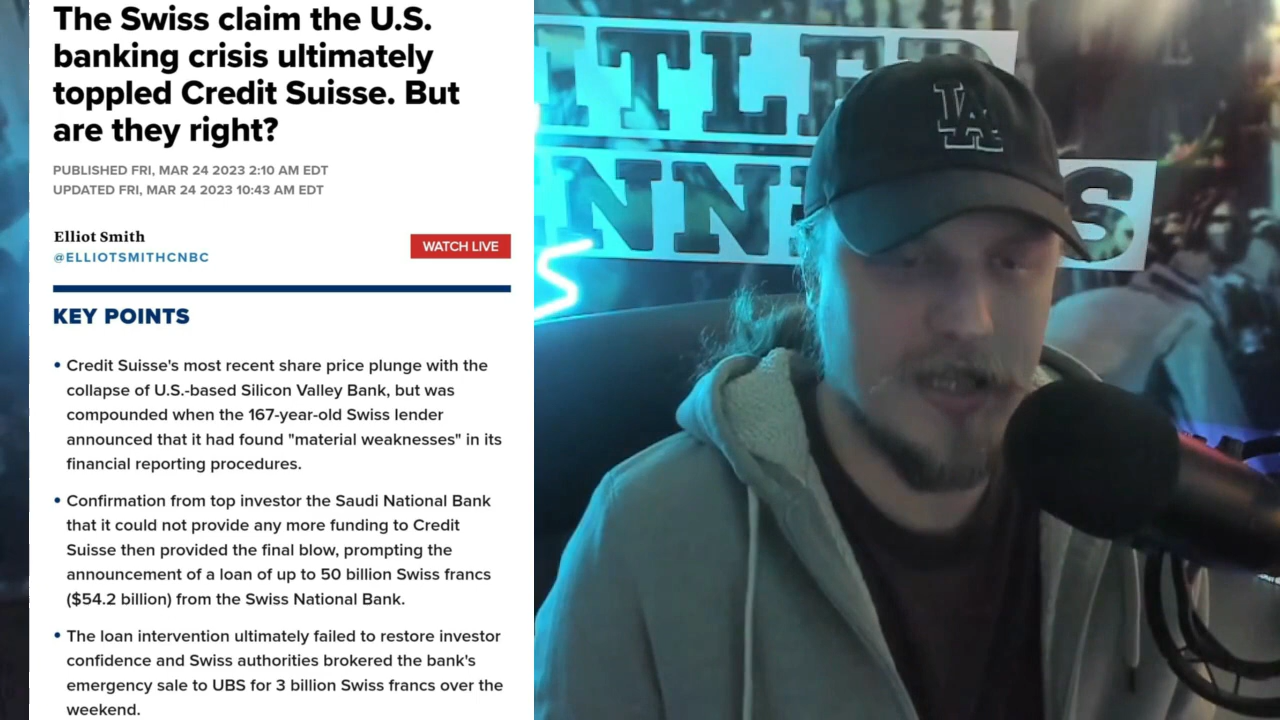 The Swiss claim the U.S.
banking crisis ultimately
toppled Credit Suisse. But
are they right?
PUBLISHED FRI, MAR 24 2023 2:10 AM EDT
UPDATED FRI, MAR 24 2023 10:43 AM EDT
Elliot Smith
@ELLIOTSMITHCNBC
WATCH LIVE
KEY POINTS
• Credit Suisse's most recent share price plunge with the
collapse of U.S.-based Silicon Valley Bank, but was
compounded when the 167-year-old Swiss lender
announced that it had found "material weaknesses" in its
financial reporting procedures.
• Confirmation from top investor the Saudi National Bank
that it could not provide any more funding to Credit
Suisse then provided the final blow, prompting the
announcement of a loan of up to 50 billion Swiss francs
($54.2 billion) from the Swiss National Bank.
• The loan intervention ultimately failed to restore investor
confidence and Swiss authorities brokered the bank's
emergency sale to UBS for 3 billion Swiss francs over the
weekend.
LA